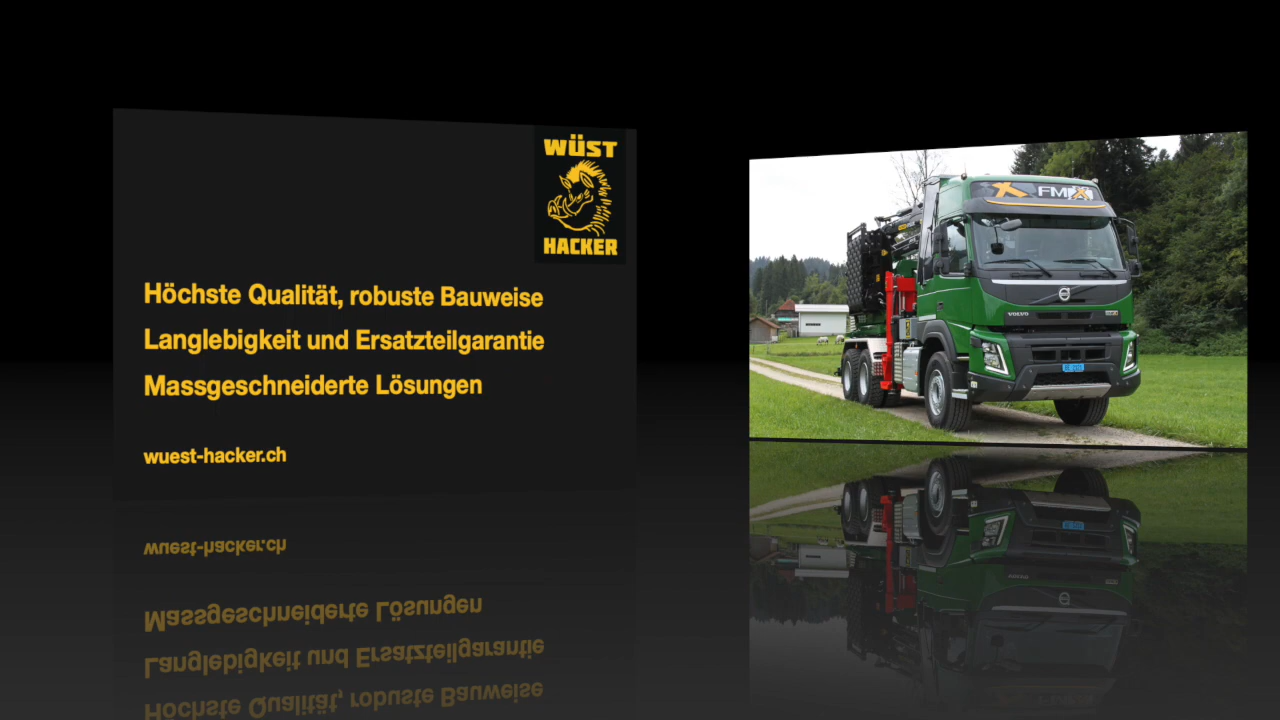 WÜST
HACKER
Höchste Qualität, robuste Bauweise
Langlebigkeit und Ersatzteilgarantie
Massgeschneiderte Lösungen
wuest-hacker.ch
FMX
VOLVO